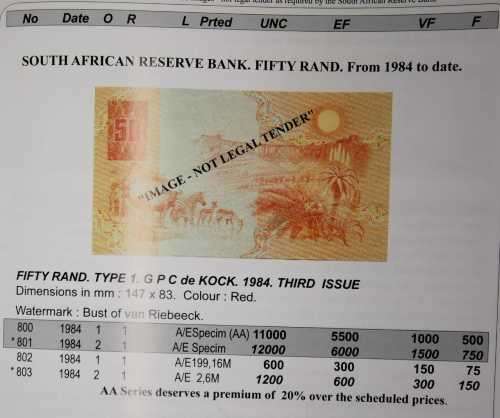 No Date O R L Prted UNC EF VF F
SOUTH AFRICAN RESERVE BANK. FIFTY RAND. From 1984 to date.
50
"IMAGE - NOT LEGAL TENDER"
FIFTY RAND. TYPE 1. G P C de KOCK. 1984. THIRD ISSUE
Dimensions in mm : 147 x 83. Colour : Red.
Watermark : Bust of van Riebeeck.
800 1984 1 1 A/ESpecim (AA) 11000 5500 1000 500
*801 1984 2 1 A/E Specim 12000 6000 1500 750
802 1984 1 1 A/E199,16M 600 300 150 75
*803 1984 2 1 A/E 2,6M 1200 600 300 150
AA Series deserves a premium of 20% over the scheduled prices.